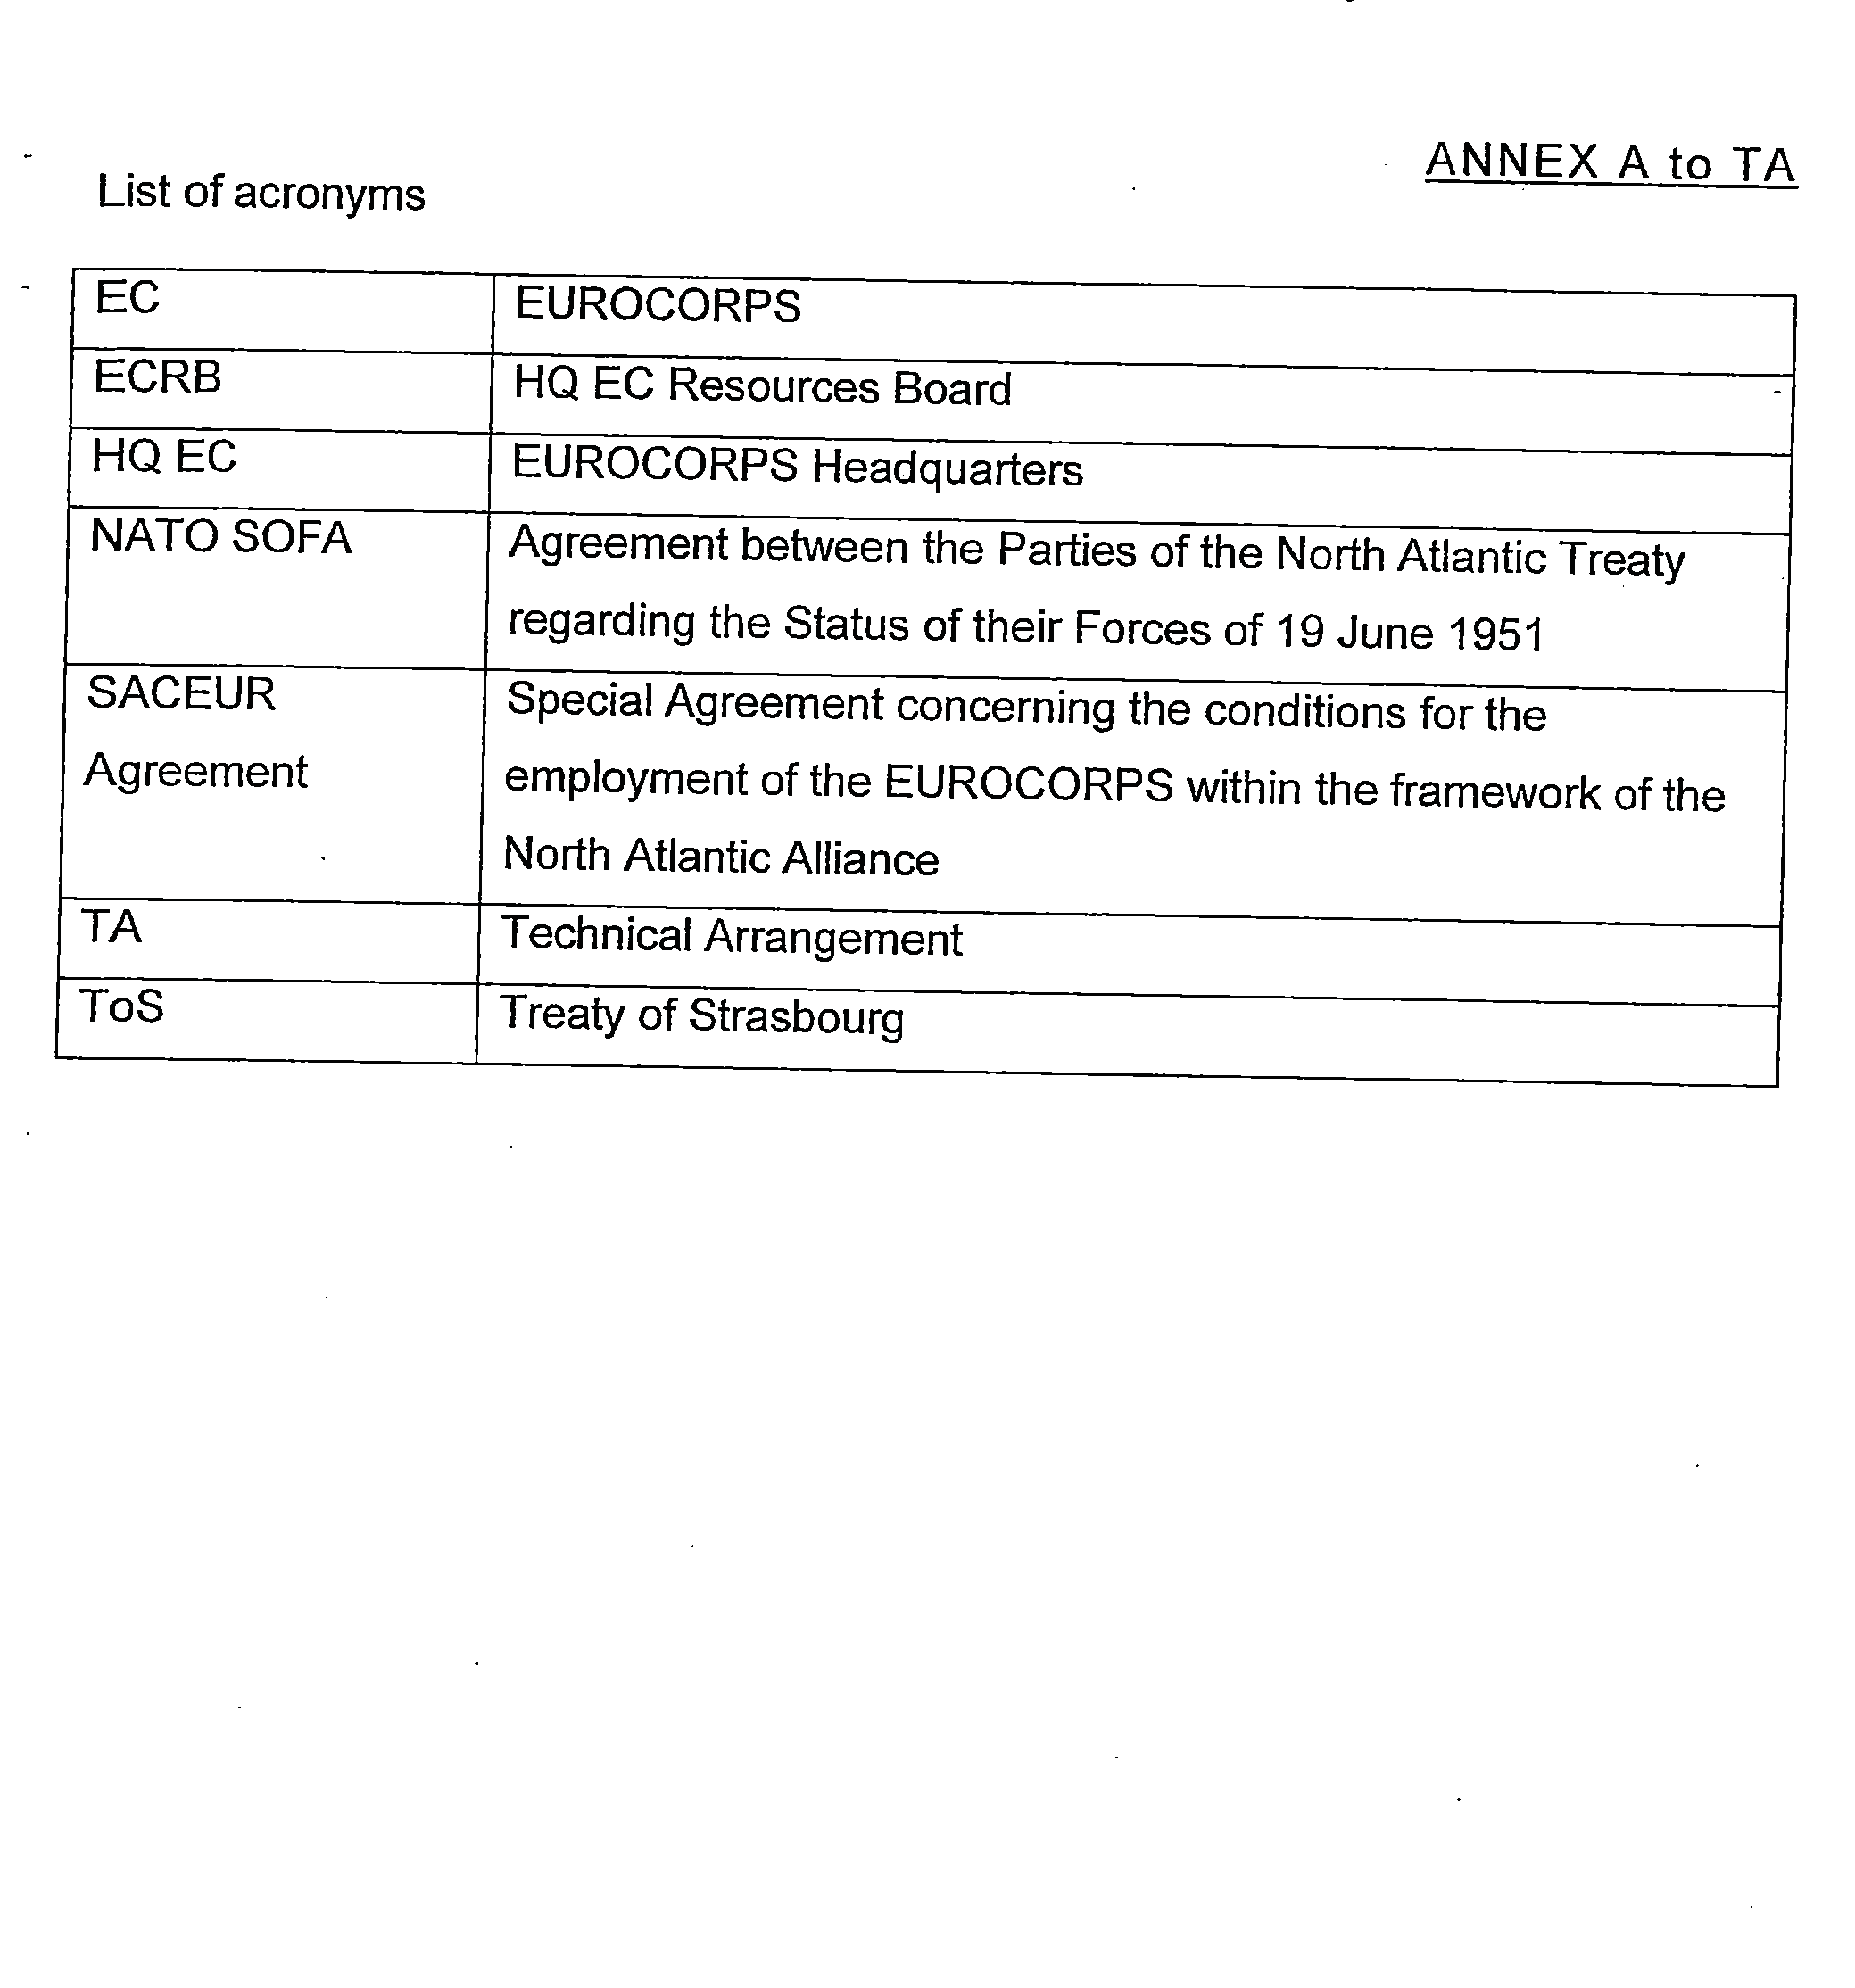 ANNEX A to TA
List of acronyms
EC EUROCORPS
ECRB HQ EC Resources Board
HQ EC EUROCORPS Headquarters
NATO SOFA Agreement between the Parties of the North Atlantic Treaty
regarding the Status of their Forces of 19 June 1951
SACEUR Special Agreement concerning the conditions for the
Agreement employment of the EUROCORPS within the framework of the
North Atlantic Alliance
TA Technical Arrangement
ToS Treaty of Strasbourg